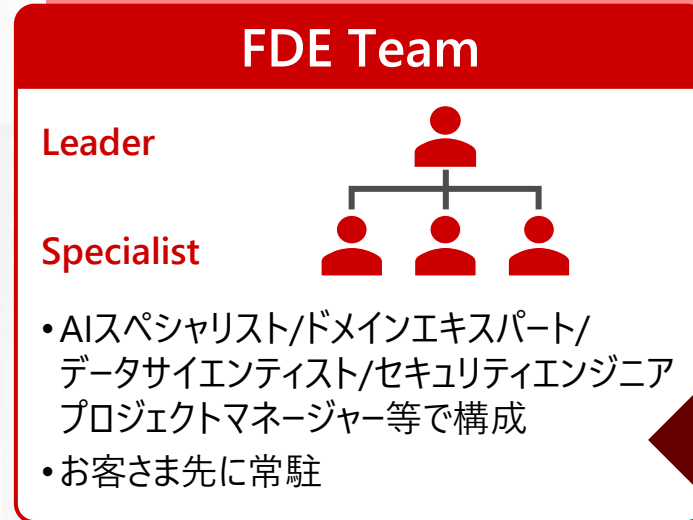 FDE Team
Leader
Specialist
•AIスペシャリスト/ドメインエキスパート/
データサイエンティスト/セキュリティエンジニア
プロジェクトマネージャー等で構成
•お客さま先に常駐